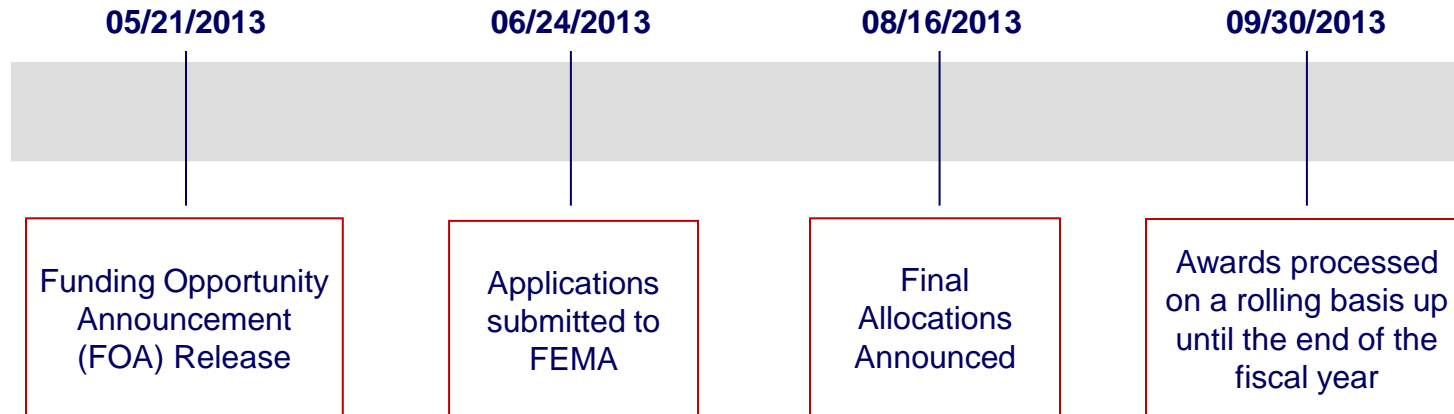 05/21/2013
06/24/2013
08/16/2013
09/30/2013
Funding Opportunity
Announcement
(FOA) Release
Applications
submitted to
FEMA
Final
Allocations
Announced
Awards processed
on a rolling basis up
until the end of the
fiscal year